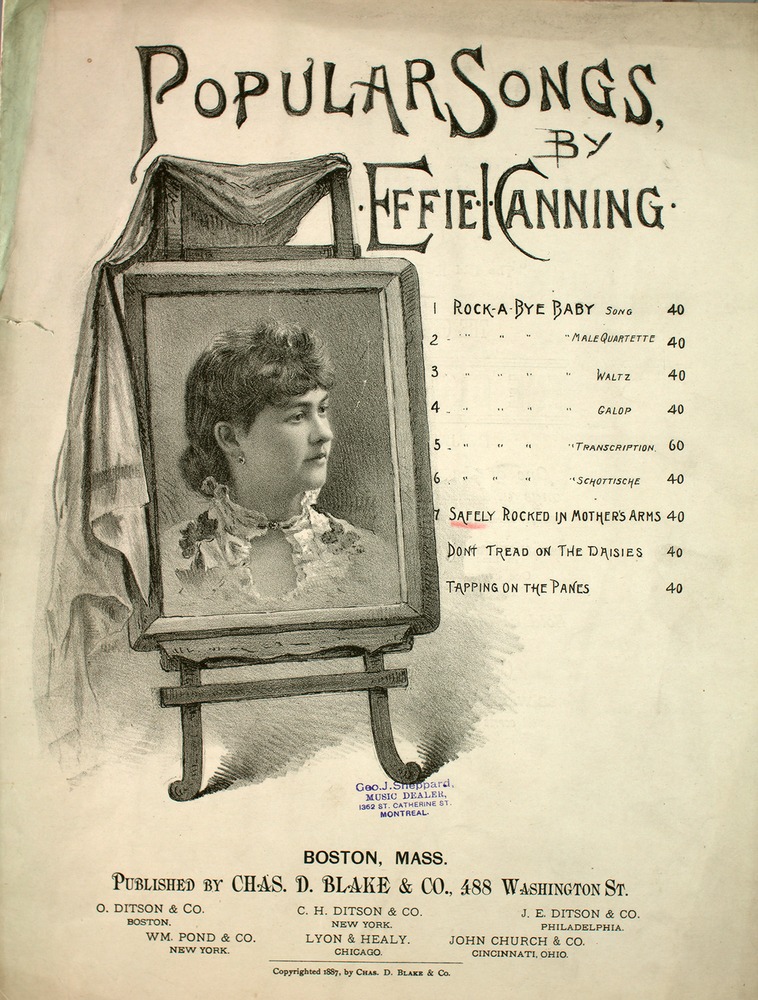 POPULAR SONGS,
BY
·EFFIE·I·CANNING·
1 ROCK-A-BYE BABY SONG 40
2 - " " " " MALE QUARTETTE 40
3 " " " " WALTZ 40
4 - " " " " GALOP 40
5 - " " " " TRANSCRIPTION. 60
6 - " " " " SCHOTTISCHE 40
7 SAFELY ROCKED IN MOTHER'S ARMS 40
DON'T TREAD ON THE DAISIES 40
TAPPING ON THE PANES 40
Geo. J. Sheppard,
MUSIC DEALER,
1362 ST. CATHERINE ST.
MONTREAL.
BOSTON, MASS.
PUBLISHED BY CHAS. D. BLAKE & CO., 488 WASHINGTON ST.
O. DITSON & CO. C. H. DITSON & CO. J. E. DITSON & CO.
BOSTON. NEW YORK. PHILADELPHIA.
WM. POND & CO. LYON & HEALY. JOHN CHURCH & CO.
NEW YORK. CHICAGO. CINCINNATI, OHIO.
Copyrighted 1887, by CHAS. D. BLAKE & Co.